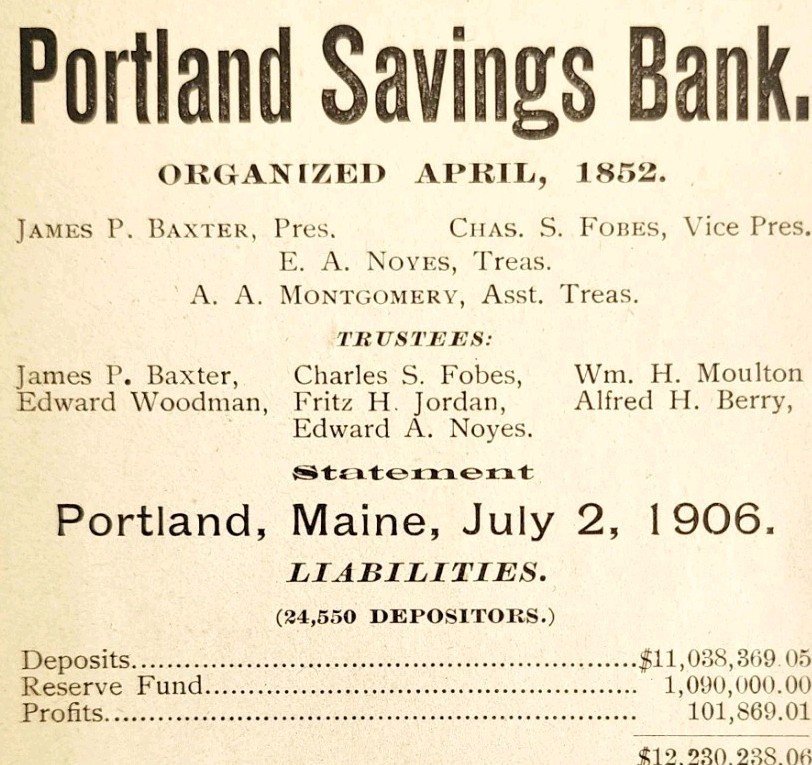 Portland Savings Bank.
ORGANIZED APRIL, 1852.
JAMES P. BAXTER, Pres. CHAS. S. FOBES, Vice Pres.
E. A. NOYES, Treas.
A. A. MONTGOMERY, Asst. Treas.
TRUSTEES:
James P. Baxter, Charles S. Fobes, Wm. H. Moulton
Edward Woodman, Fritz H. Jordan, Alfred H. Berry,
Edward A. Noyes.
Statement
Portland, Maine, July 2, 1906.
LIABILITIES.
(24,550 DEPOSITORS.)
Deposits........................................................$11,038,369.05
Reserve Fund................................................ 1,090,000.00
Profits........................................................... 101,869.01
$12,230,238.06